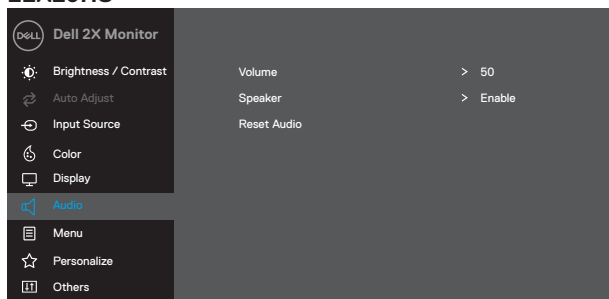 DELL Dell 2X Monitor
Brightness / Contrast Volume > 50
Auto Adjust Speaker > Enable
Input Source Reset Audio
Color
Display
Audio
Menu
Personalize
Others